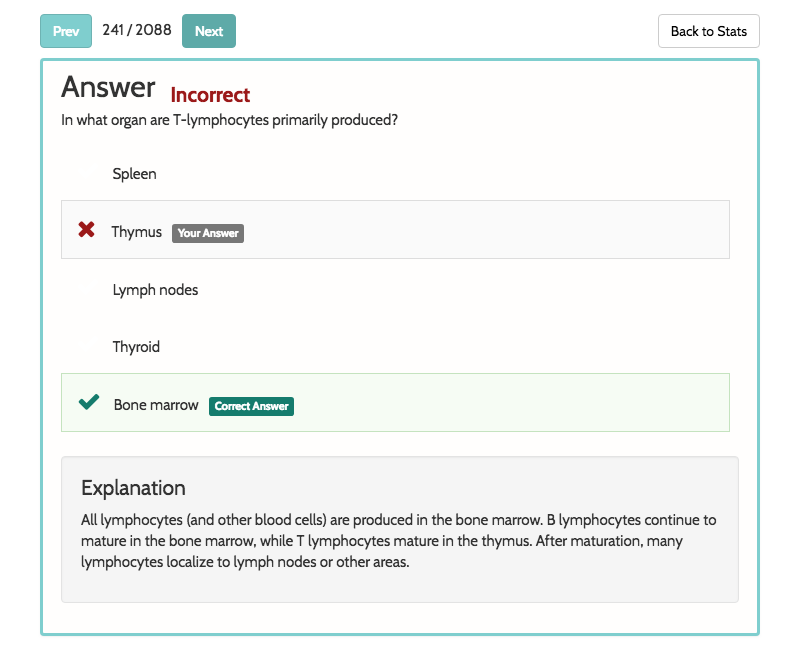 Prev 241 / 2088 Next Back to Stats
Answer Incorrect
In what organ are T-lymphocytes primarily produced?
Spleen
Thymus Your Answer
Lymph nodes
Thyroid
Bone marrow Correct Answer
Explanation
All lymphocytes (and other blood cells) are produced in the bone marrow. B lymphocytes continue to
mature in the bone marrow, while T lymphocytes mature in the thymus. After maturation, many
lymphocytes localize to lymph nodes or other areas.